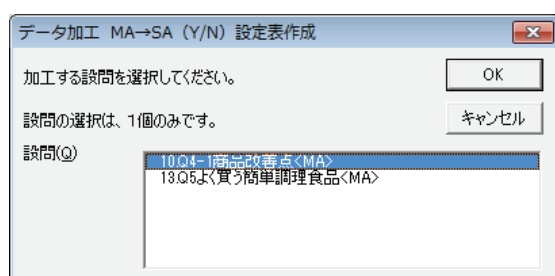 データ加工 MA→SA (Y/N) 設定表作成
加工する設問を選択してください。
OK
設問の選択は、1個のみです。
キャンセル
設問(Q)
10.Q4-1商品改善点<MA>
13.Q5よく買う簡単調理食品<MA>